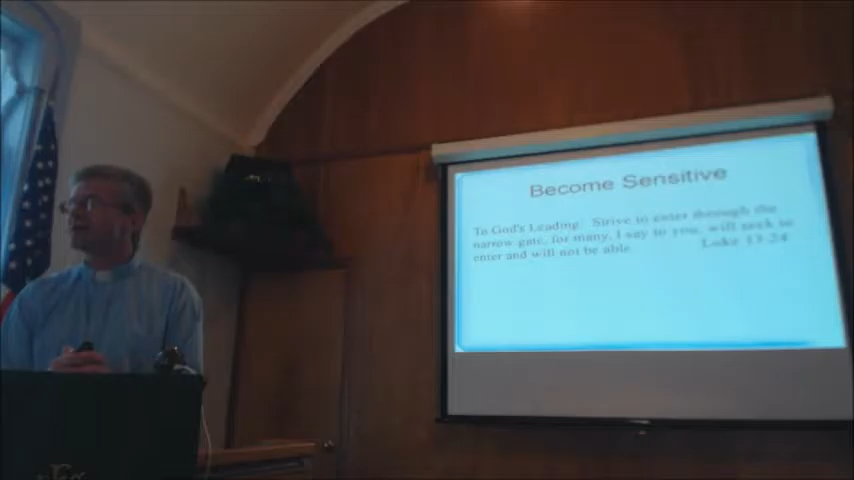 Become Sensitive
To God's Leading: Strive to enter through the
narrow gate, for many, I say to you, will seek to
enter and will not be able. Luke 13:24